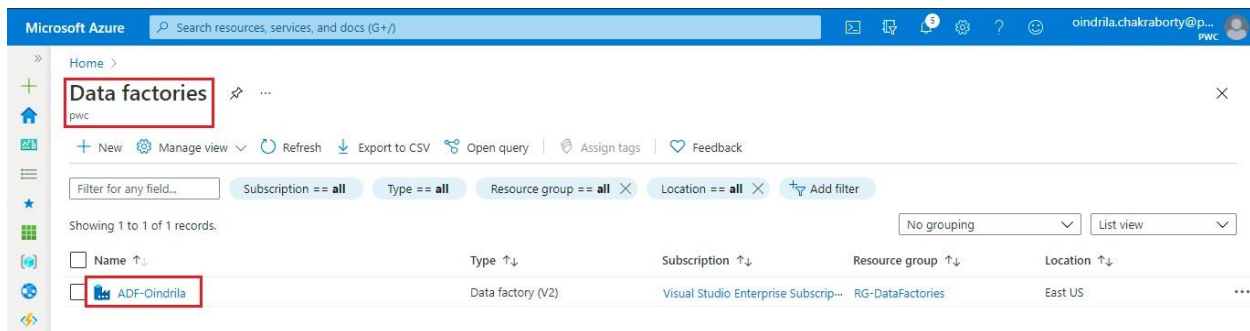 Microsoft Azure Search resources, services, and docs (G+/) 5 oindrila.chakraborty@p...
PWC
Home >
Data factories ...
pwc
+ New Manage view Refresh Export to CSV Open query Assign tags Feedback
Filter for any field... Subscription == all Type == all Resource group == all Location == all Add filter
Showing 1 to 1 of 1 records. No grouping List view
Name ↑↓ Type ↑↓ Subscription ↑↓ Resource group ↑↓ Location ↑↓
ADF-Oindrila Data factory (V2) Visual Studio Enterprise Subscrip... RG-DataFactories East US ...